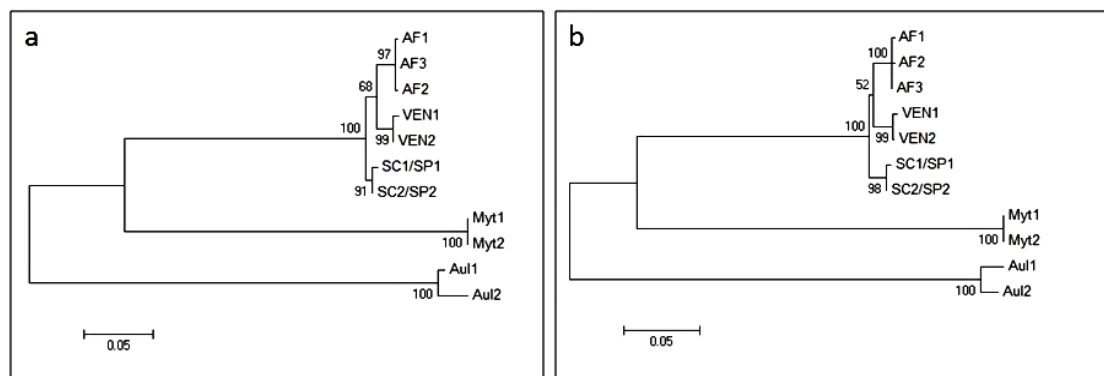 a
AF1
97
AF3
AF2
68
VEN1
100
99
VEN2
SC1/SP1
91
SC2/SP2
Myt1
100
Myt2
Aul1
100
Aul2
0.05
b
AF1
100
AF2
AF3
52
VEN1
100
99
VEN2
SC1/SP1
98
SC2/SP2
Myt1
100
Myt2
Aul1
100
Aul2
0.05